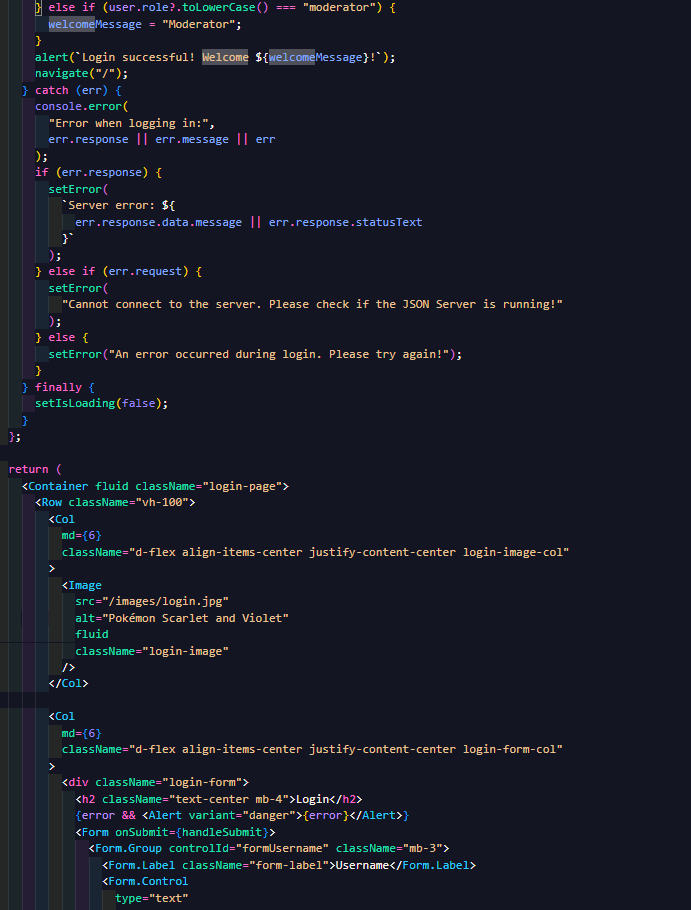 } else if (user.role?.toLowerCase() === "moderator") {
welcomeMessage = "Moderator";
}
alert(`Login successful! Welcome ${welcomeMessage}!`);
navigate("/");
} catch (err) {
console.error(
"Error when logging in:",
err.response || err.message || err
);
if (err.response) {
setError(
`Server error: ${
err.response.data.message || err.response.statusText
}`
);
} else if (err.request) {
setError(
"Cannot connect to the server. Please check if the JSON Server is running!"
);
} else {
setError("An error occurred during login. Please try again!");
}
} finally {
setIsLoading(false);
}
};
return (
<Container fluid className="login-page">
<Row className="vh-100">
<Col
md={6}
className="d-flex align-items-center justify-content-center login-image-col"
>
<Image
src="/images/login.jpg"
alt="Pokémon Scarlet and Violet"
fluid
className="login-image"
/>
</Col>
<Col
md={6}
className="d-flex align-items-center justify-content-center login-form-col"
>
<div className="login-form">
<h2 className="text-center mb-4">Login</h2>
{error && <Alert variant="danger">{error}</Alert>}
<Form onSubmit={handleSubmit}>
<Form.Group controlId="formUsername" className="mb-3">
<Form.Label className="form-label">Username</Form.Label>
<Form.Control
type="text"